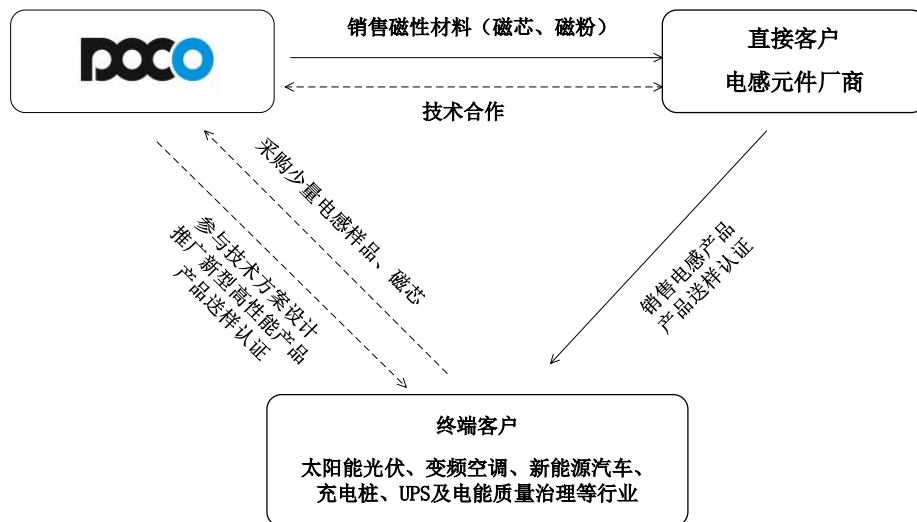 POCO
销售磁性材料（磁芯、磁粉）
技术合作
直接客户
电感元件厂商
采购少量电感样品、磁芯
参与技术方案设计
推广新型高性能产品
产品送样认证
销售电感产品
产品送样认证
终端客户
太阳能光伏、变频空调、新能源汽车、
充电桩、UPS及电能质量治理等行业